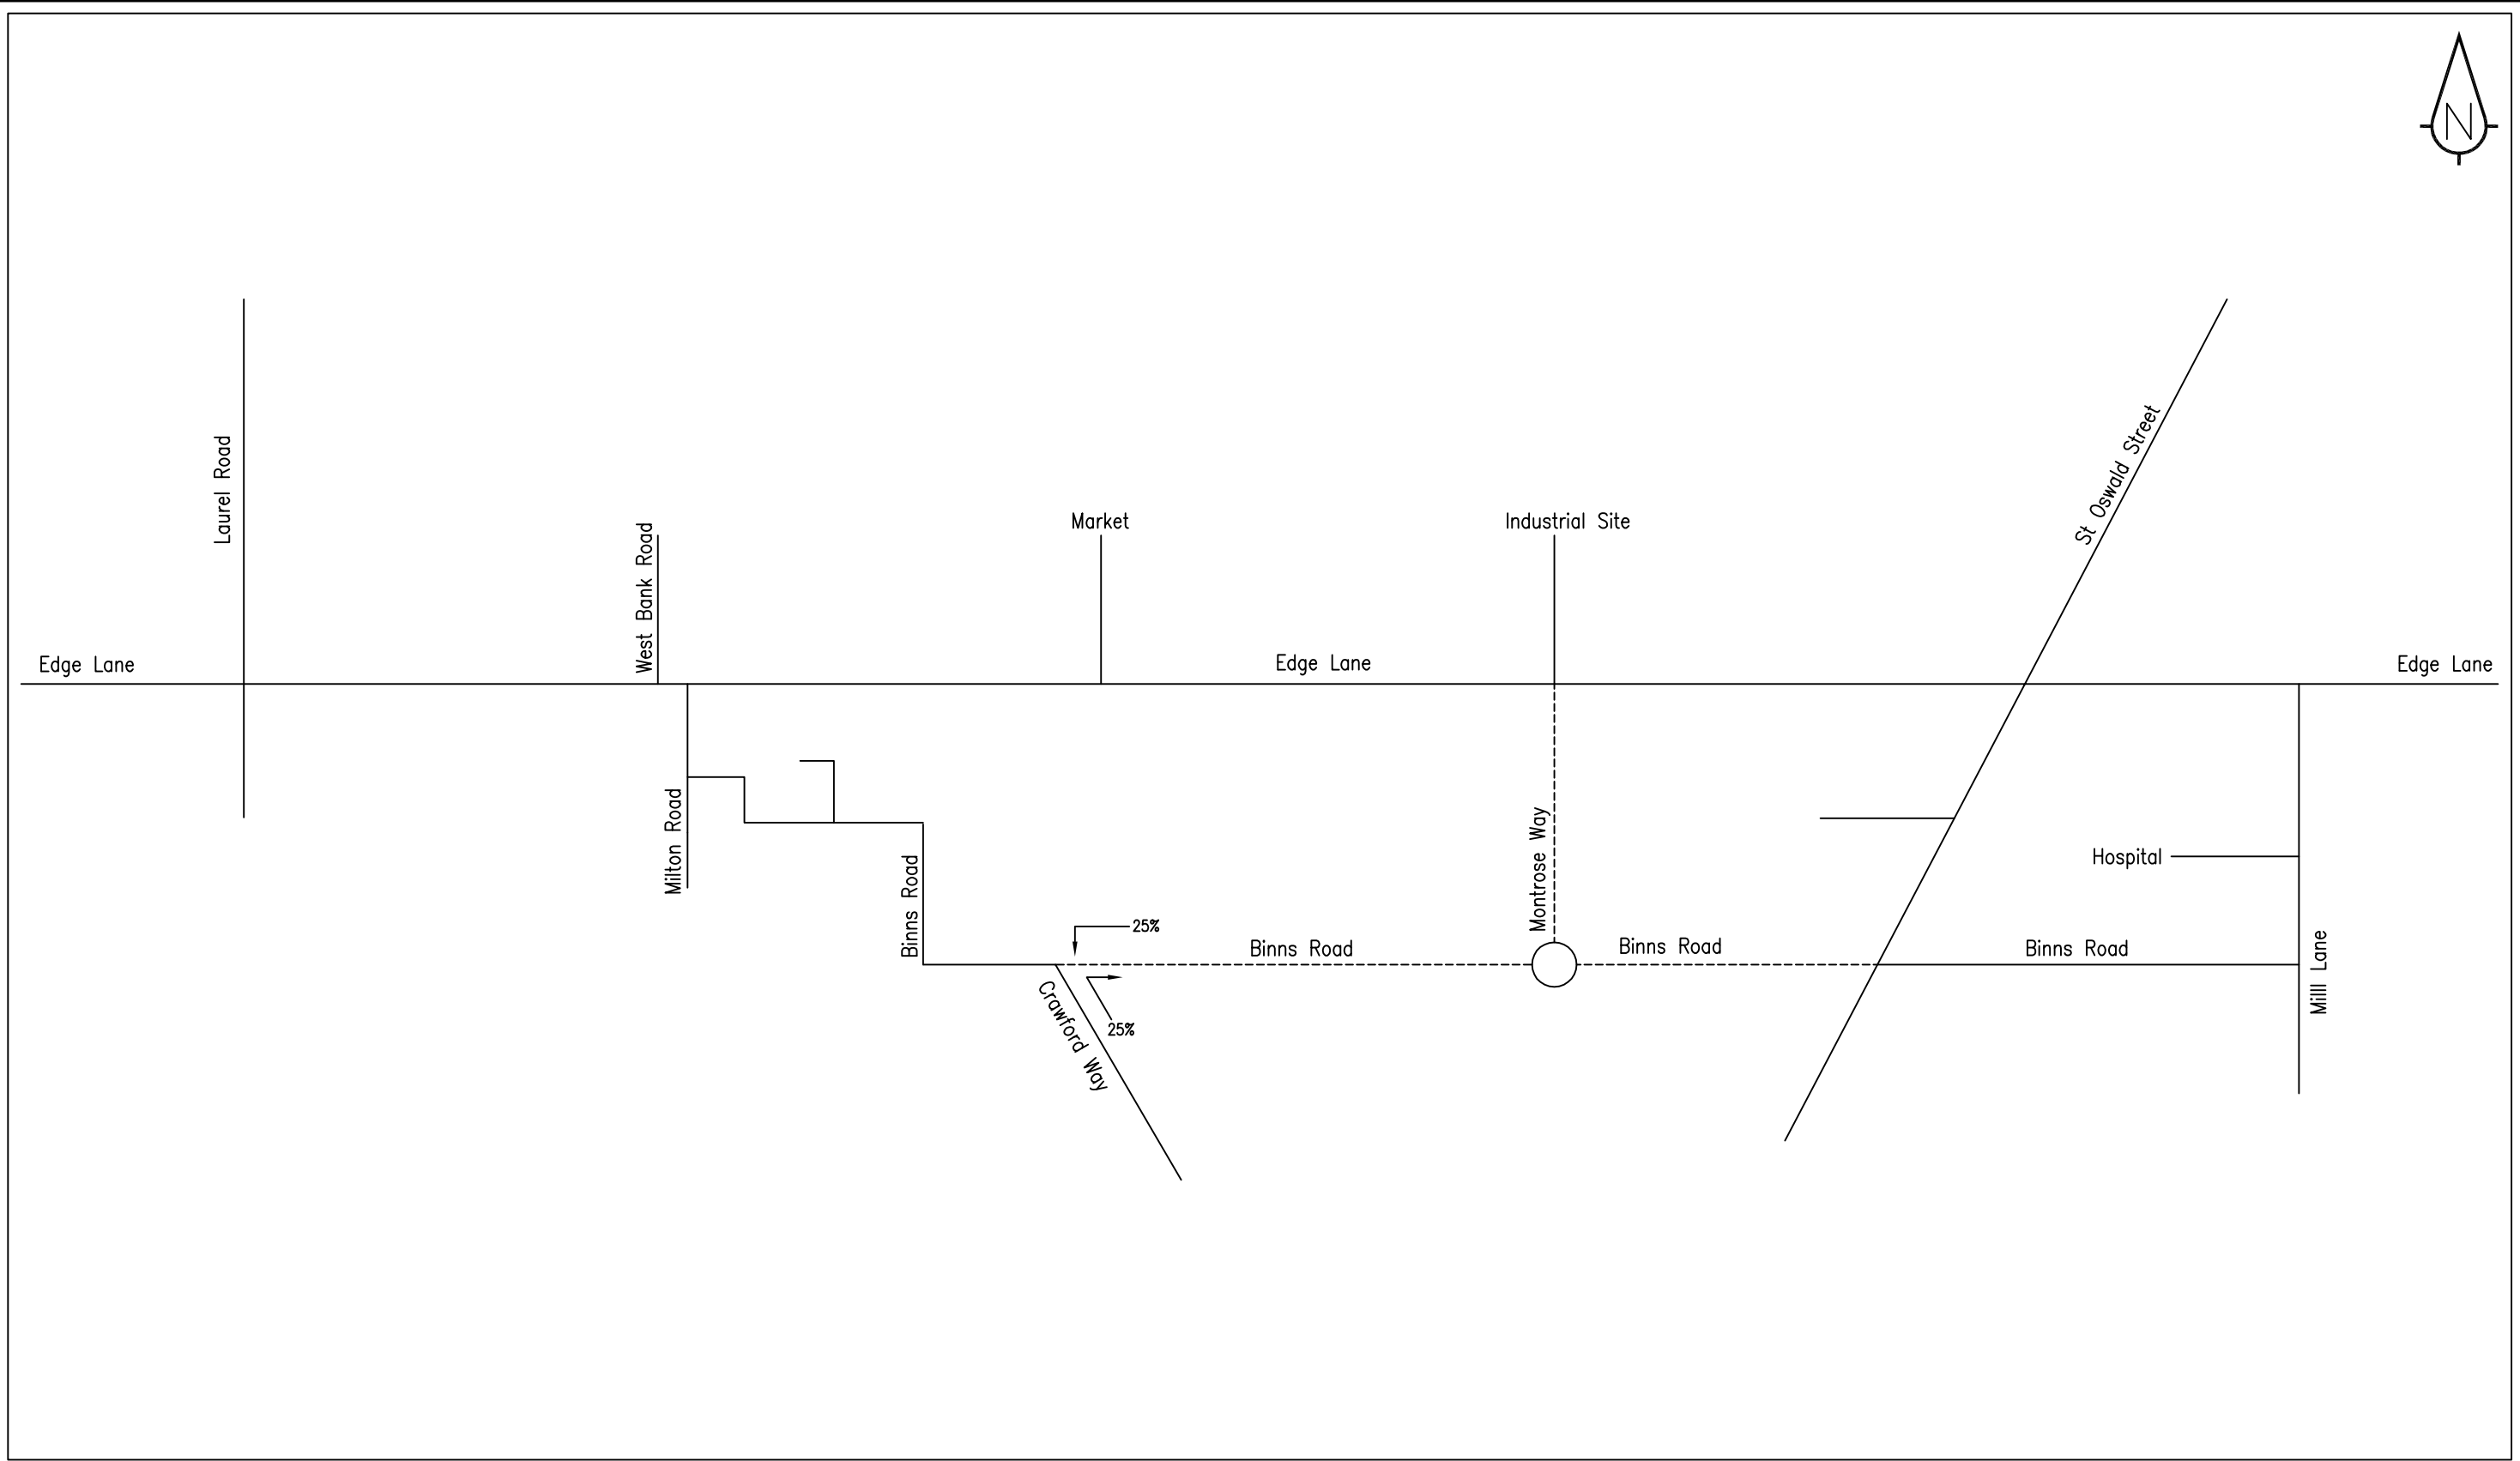 N
Laurel Road
St Oswald Street
West Bank Road
Market
Industrial Site
Edge Lane
Edge Lane
Edge Lane
Milton Road
Binns Road
Montrose Way
Hospital
25%
Binns Road
Binns Road
Binns Road
Milll Lane
Crawford Way
25%